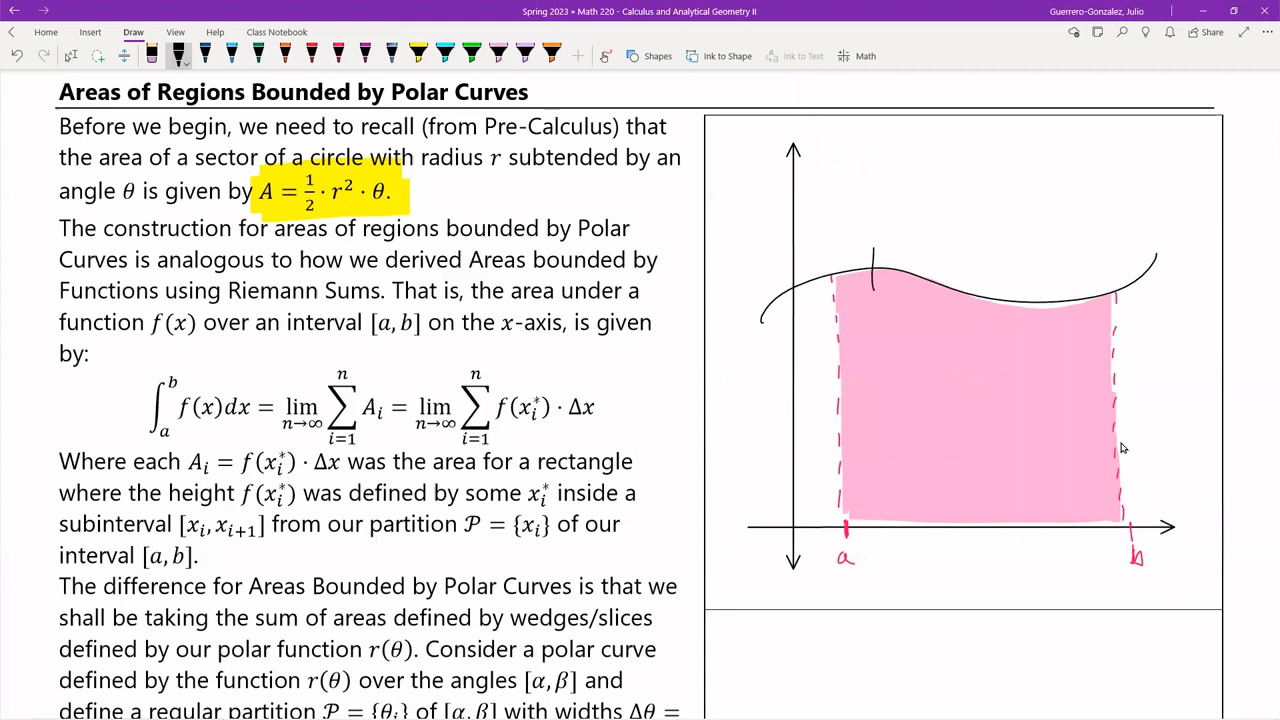 Spring 2023 » Math 220 - Calculus and Analytical Geometry II
Guerrero-Gonzalez, Julio
Home Insert Draw View Help Class Notebook
Share
Shapes Ink to Shape Ink to Text Math
Areas of Regions Bounded by Polar Curves
Before we begin, we need to recall (from Pre-Calculus) that
the area of a sector of a circle with radius r subtended by an
angle θ is given by A = 1/2 · r² · θ.
The construction for areas of regions bounded by Polar
Curves is analogous to how we derived Areas bounded by
Functions using Riemann Sums. That is, the area under a
function f(x) over an interval [a, b] on the x-axis, is given
by:
∫_a^b f(x)dx = lim_{n→∞} ∑_{i=1}^n A_i = lim_{n→∞} ∑_{i=1}^n f(x_i^*) · Δx
Where each A_i = f(x_i^*) · Δx was the area for a rectangle
where the height f(x_i^*) was defined by some x_i^* inside a
subinterval [x_i, x_{i+1}] from our partition 𝒫 = {x_i} of our
interval [a, b].
The difference for Areas Bounded by Polar Curves is that we
shall be taking the sum of areas defined by wedges/slices
defined by our polar function r(θ). Consider a polar curve
defined by the function r(θ) over the angles [α, β] and
define a regular partition 𝒫 = {θ_i} of [α, β] with widths Δθ =
a b